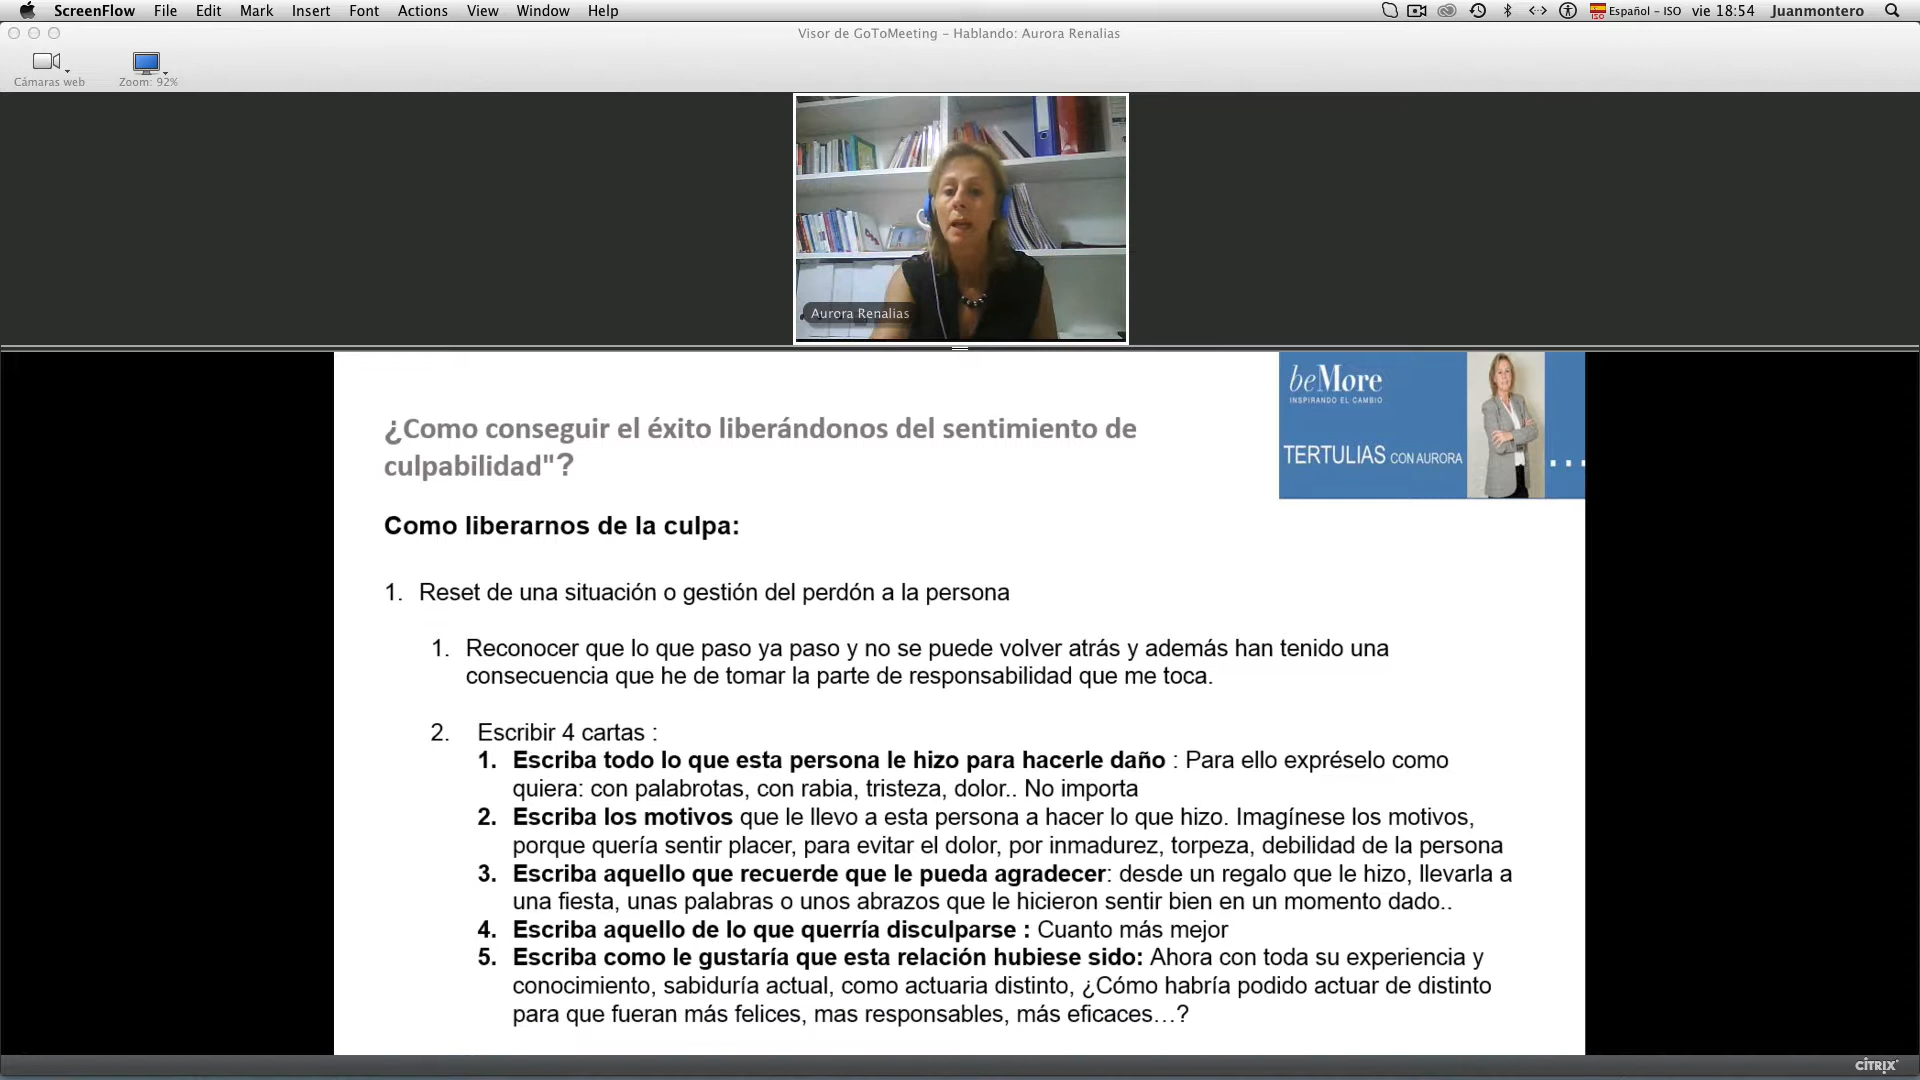 ScreenFlow File Edit Mark Insert Font Actions View Window Help Español – ISO vie 18:54 Juanmontero
Visor de GoToMeeting – Hablando: Aurora Renalias
Cámaras web Zoom: 92%
Aurora Renalias
beMore
INSPIRANDO EL CAMBIO
TERTULIAS CON AURORA
...
¿Como conseguir el éxito liberándonos del sentimiento de
culpabilidad"?
Como liberarnos de la culpa:
1. Reset de una situación o gestión del perdón a la persona
1. Reconocer que lo que paso ya paso y no se puede volver atrás y además han tenido una
consecuencia que he de tomar la parte de responsabilidad que me toca.
2. Escribir 4 cartas :
1. Escriba todo lo que esta persona le hizo para hacerle daño : Para ello expréselo como
quiera: con palabrotas, con rabia, tristeza, dolor.. No importa
2. Escriba los motivos que le llevo a esta persona a hacer lo que hizo. Imagínese los motivos,
porque quería sentir placer, para evitar el dolor, por inmadurez, torpeza, debilidad de la persona
3. Escriba aquello que recuerde que le pueda agradecer: desde un regalo que le hizo, llevarla a
una fiesta, unas palabras o unos abrazos que le hicieron sentir bien en un momento dado..
4. Escriba aquello de lo que querría disculparse : Cuanto más mejor
5. Escriba como le gustaría que esta relación hubiese sido: Ahora con toda su experiencia y
conocimiento, sabiduría actual, como actuaria distinto, ¿Cómo habría podido actuar de distinto
para que fueran más felices, mas responsables, más eficaces…?
CITRIX